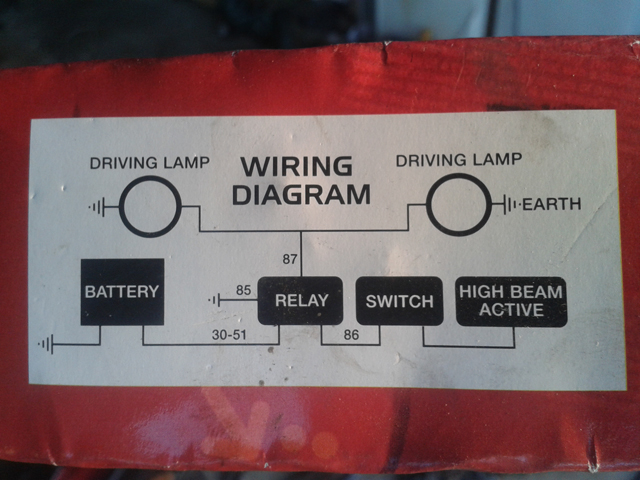 DRIVING LAMP
WIRING
DIAGRAM
DRIVING LAMP
EARTH
87
BATTERY
85
RELAY
SWITCH
HIGH BEAM
ACTIVE
30-51
86